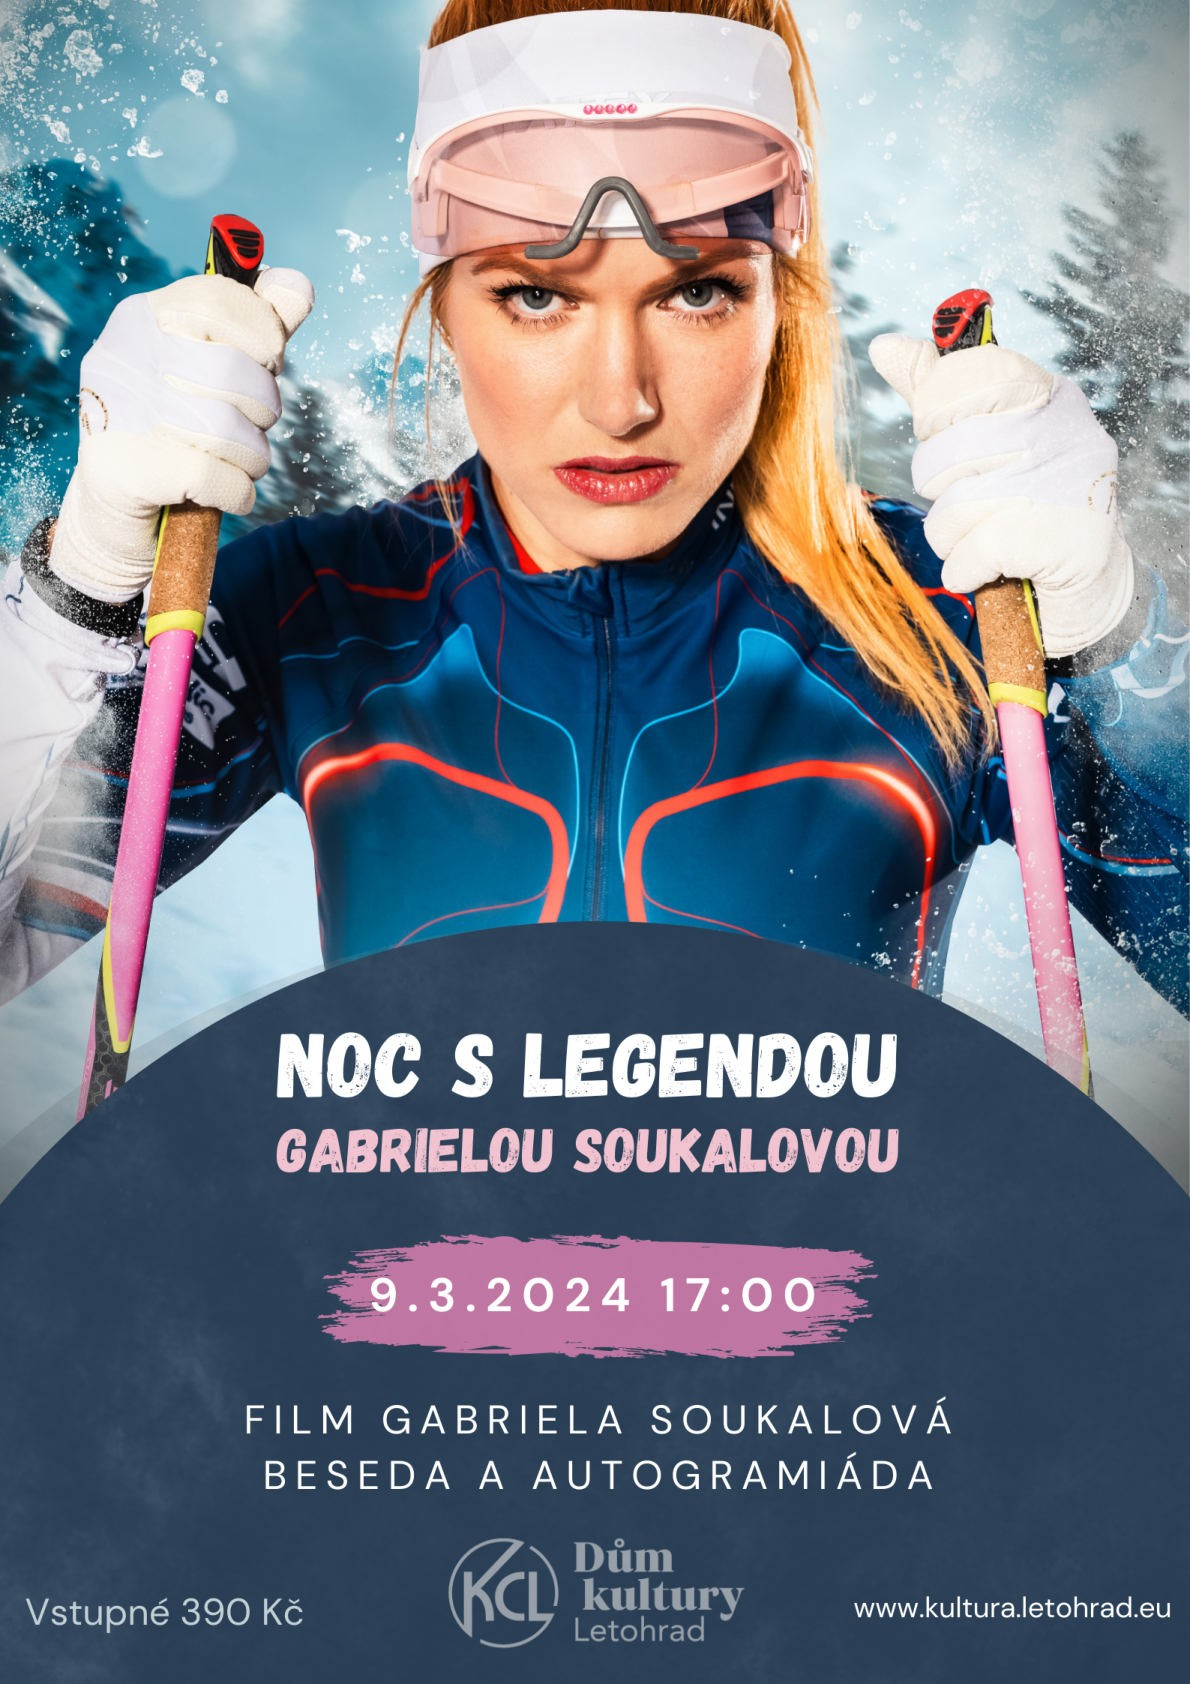 NOC S LEGENDOU
GABRIELOU SOUKALOVOU
9.3.2024 17:00
FILM GABRIELA SOUKALOVÁ
BESEDA A AUTOGRAMIÁDA
KCL
Dům
kultury
Letohrad
Vstupné 390 Kč
www.kultura.letohrad.eu